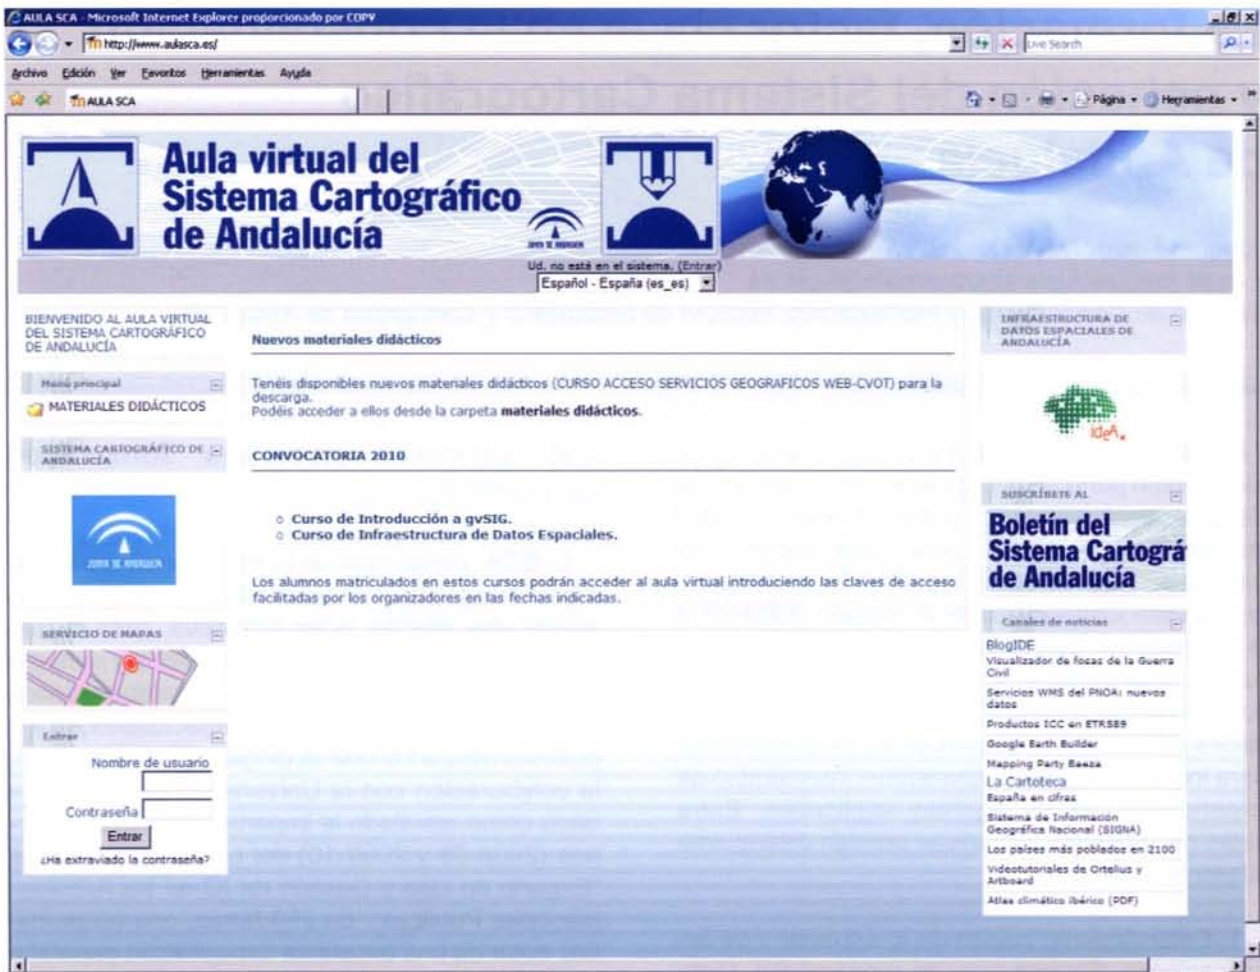 AULA SCA - Microsoft Internet Explorer proporcionado por COPV
http://www.aulasca.es/
Live Search
Archivo Edición Ver Favoritos Herramientas Ayuda
AULA SCA
Página
Herramientas
Aula virtual del
Sistema Cartográfico
de Andalucía
JUNTA DE ANDALUCIA
Ud. no está en el sistema. (Entrar)
Español - España (es_es)
BIENVENIDO AL AULA VIRTUAL
DEL SISTEMA CARTOGRÁFICO
DE ANDALUCÍA
Menú principal
MATERIALES DIDÁCTICOS
SISTEMA CARTOGRÁFICO DE
ANDALUCÍA
JUNTA DE ANDALUCIA
SERVICIO DE MAPAS
Entrar
Nombre de usuario
Contraseña
Entrar
¿Ha extraviado la contraseña?
Nuevos materiales didácticos
Tenéis disponibles nuevos materiales didácticos (CURSO ACCESO SERVICIOS GEOGRAFICOS WEB-CVOT) para la
descarga.
Podéis acceder a ellos desde la carpeta materiales didácticos.
CONVOCATORIA 2010
Curso de Introducción a gvSIG.
Curso de Infraestructura de Datos Espaciales.
Los alumnos matriculados en estos cursos podrán acceder al aula virtual introduciendo las claves de acceso
facilitadas por los organizadores en las fechas indicadas.
INFRAESTRUCTURA DE
DATOS ESPACIALES DE
ANDALUCÍA
ideA.
SUSCRÍBETE AL
Boletín del
Sistema Cartográ
de Andalucía
Canales de noticias
BlogIDE
Visualizador de fosas de la Guerra
Civil
Servicios WMS del PNOA: nuevos
datos
Productos ICC en ETRS89
Google Earth Builder
Mapping Party Baeza
La Cartoteca
España en cifras
Sistema de Información
Geográfica Nacional (SIGNA)
Los países más poblados en 2100
Videotutoriales de Ortelius y
Artboard
Atlas climático ibérico (PDF)